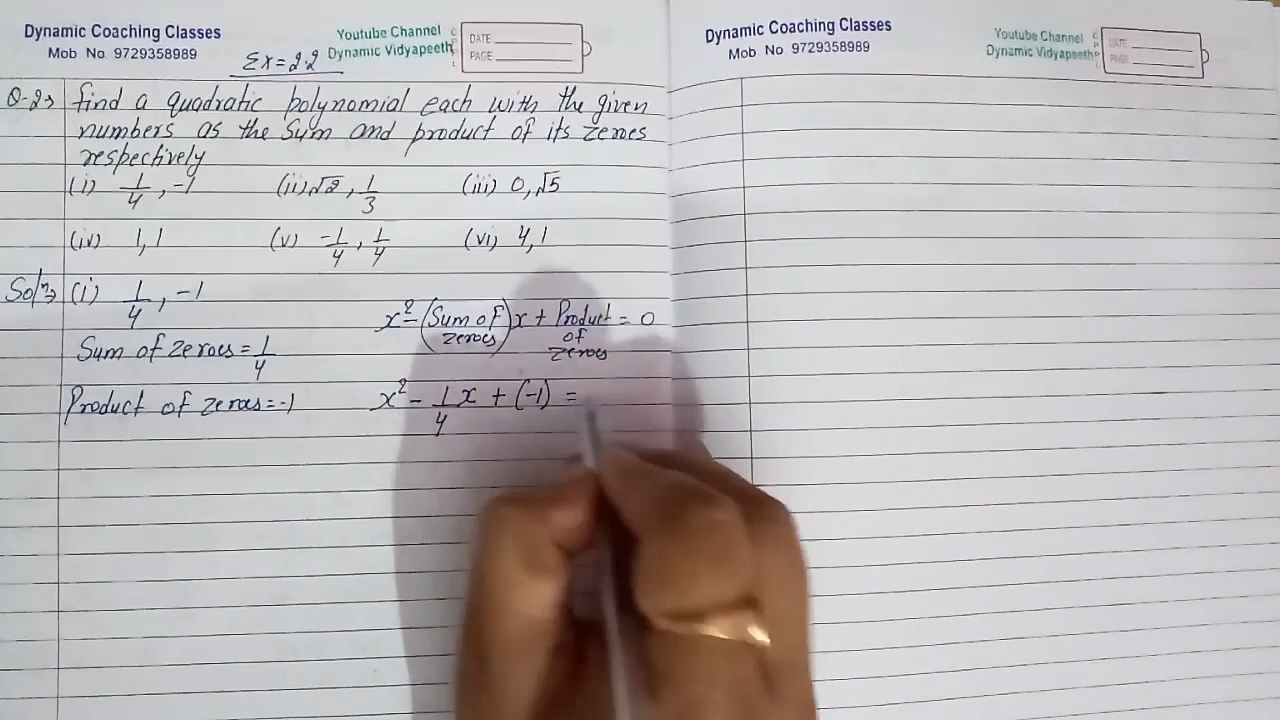 Dynamic Coaching Classes
Mob No. 9729358989
Youtube Channel
Dynamic Vidyapeeth
DATE
PAGE
Ex=2.2
Q-2⇒ find a quadratic polynomial each with the given
numbers as the sum and product of its zeroes
respectively
(i) 1/4, -1 (ii) √2, 1/3 (iii) 0, √5
(iv) 1, 1 (v) -1/4, 1/4 (vi) 4, 1
Soln⇒ (i) 1/4, -1
Sum of zeroes = 1/4
Product of zeroes = -1
x² - (Sum of zeroes)x + Product of zeroes = 0
x² - 1/4 x + (-1) =
Dynamic Coaching Classes
Mob No. 9729358989
Youtube Channel
Dynamic Vidyapeeth
DATE
PAGE